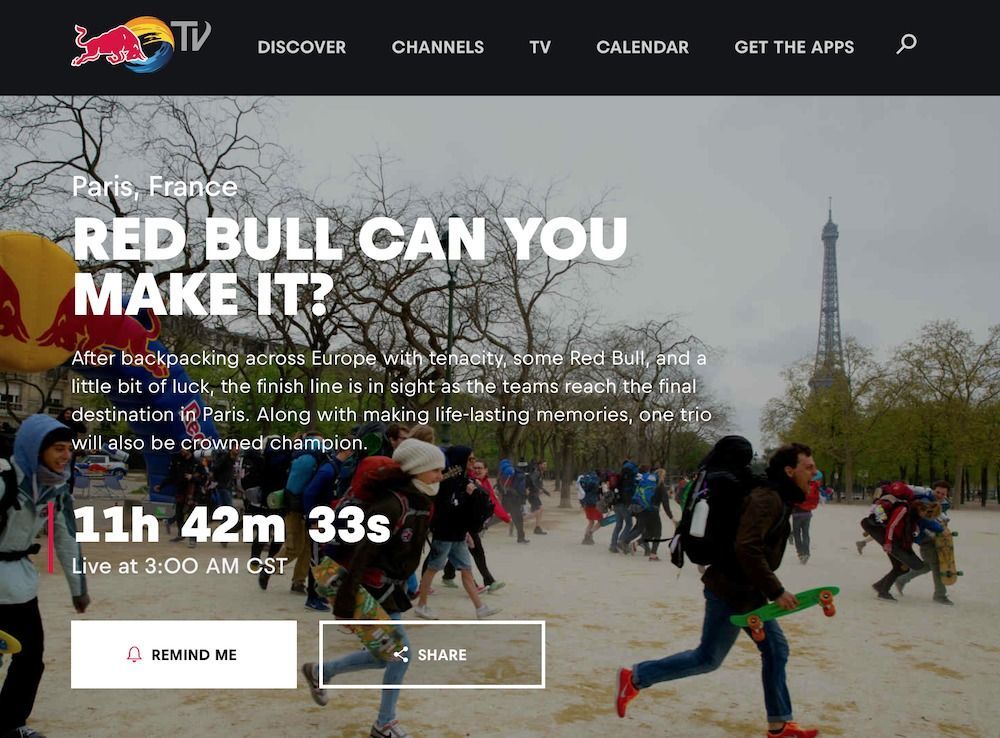 TV
DISCOVER CHANNELS TV CALENDAR GET THE APPS
Paris, France
RED BULL CAN YOU
MAKE IT?
After backpacking across Europe with tenacity, some Red Bull, and a
little bit of luck, the finish line is in sight as the teams reach the final
destination in Paris. Along with making life-lasting memories, one trio
will also be crowned champion.
11h 42m 33s
Live at 3:00 AM CST
REMIND ME SHARE